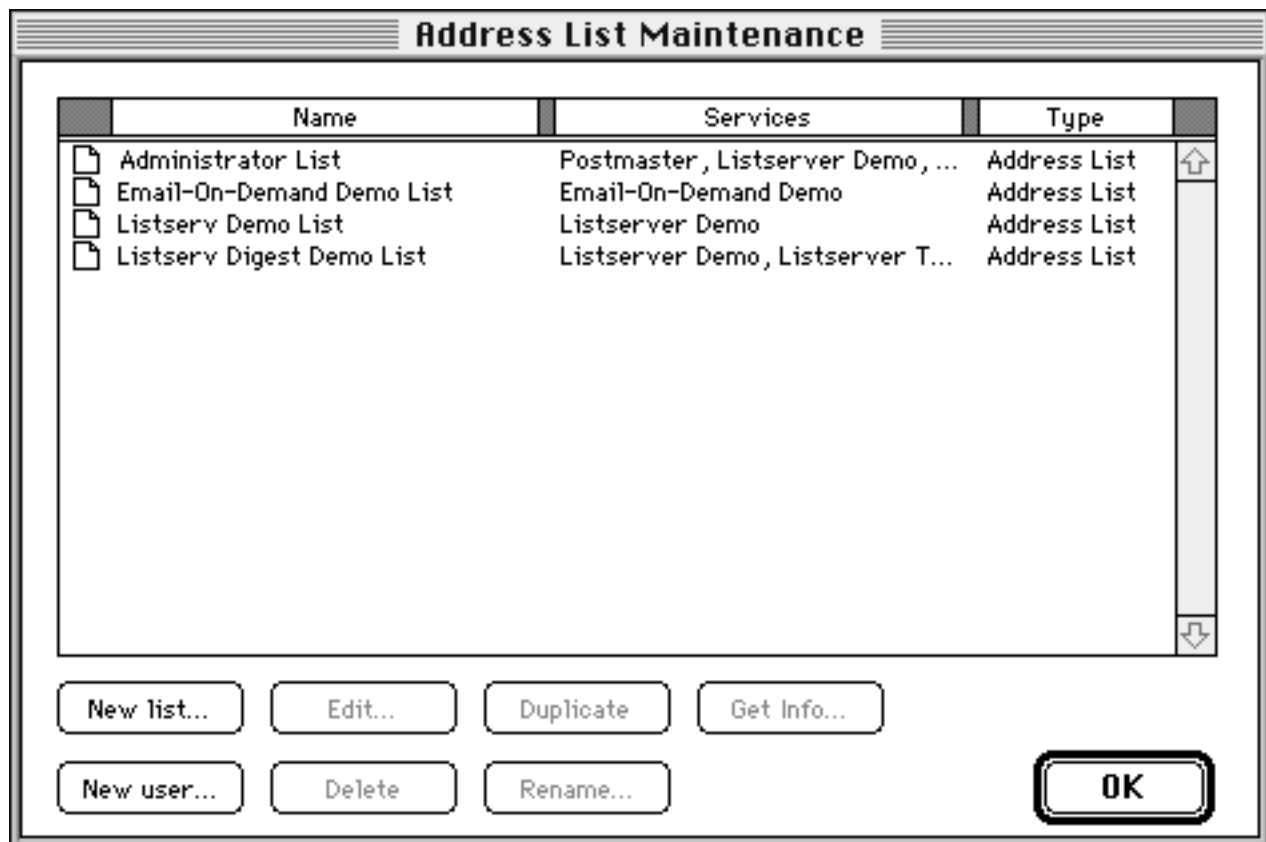 Address List Maintenance
Name Services Type
Administrator List Postmaster, Listserver Demo, ... Address List
Email-On-Demand Demo List Email-On-Demand Demo Address List
Listserv Demo List Listserver Demo Address List
Listserv Digest Demo List Listserver Demo, Listserver T... Address List
New list... Edit... Duplicate Get Info...
New user... Delete Rename... OK